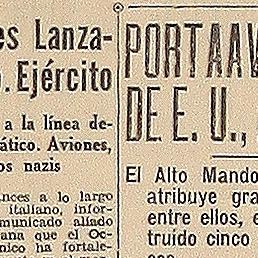 es Lanza-
o. Ejército
a la línea de-
ático. Aviones,
os nazis
nces a lo largo
italiano, infor-
municado aliado
ana que el Oc-
nico ha fortale-
PORTAAV
DE E. U.,
El Alto Mando
atribuye gra
entre ellos, e
truido cinco